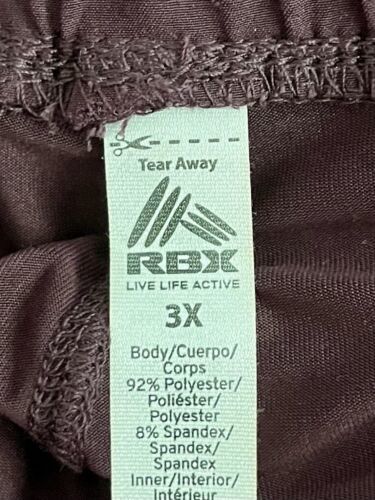 Tear Away
RBX
LIVE LIFE ACTIVE
3X
Body/Cuerpo/
Corps
92% Polyester/
Poliéster/
Polyester
8% Spandex/
Spandex/
Spandex
Inner/Interior/
Intérieur